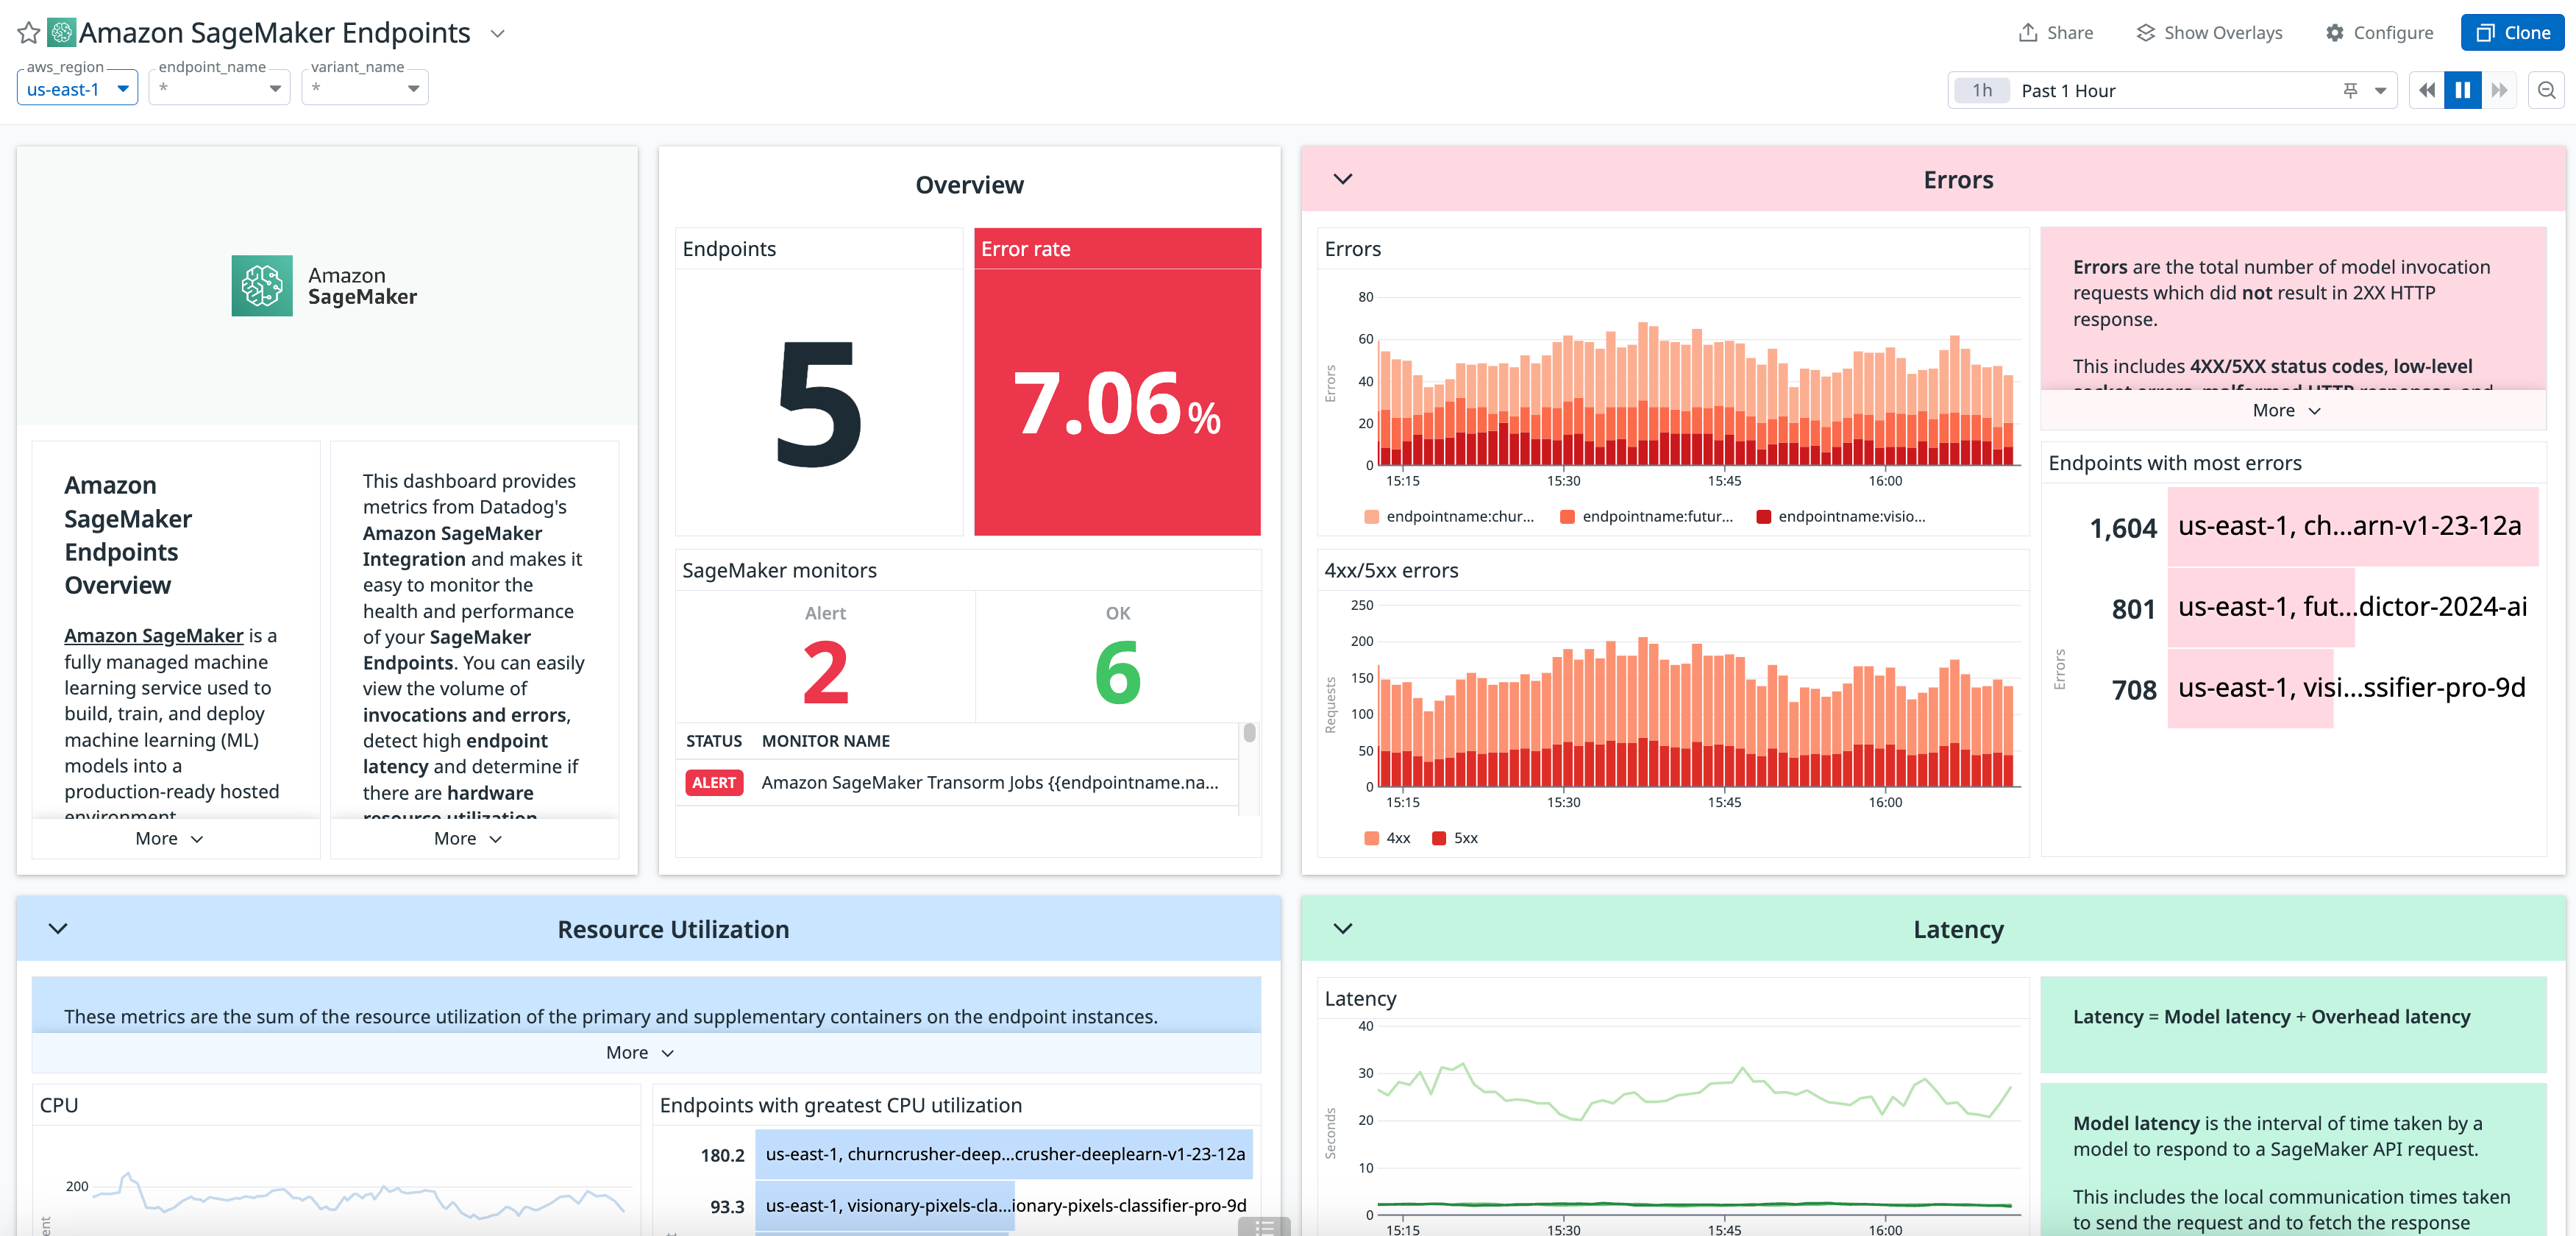 Amazon SageMaker Endpoints
Share
Show Overlays
Configure
Clone
aws_region
us-east-1
endpoint_name
*
variant_name
*
1h
Past 1 Hour
Amazon
SageMaker
Amazon
SageMaker
Endpoints
Overview
Amazon SageMaker is a
fully managed machine
learning service used to
build, train, and deploy
machine learning (ML)
models into a
production-ready hosted
environment
More
This dashboard provides
metrics from Datadog's
Amazon SageMaker
Integration and makes it
easy to monitor the
health and performance
of your SageMaker
Endpoints. You can easily
view the volume of
invocations and errors,
detect high endpoint
latency and determine if
there are hardware
resource utilization
More
Overview
Endpoints
5
Error rate
7.06%
SageMaker monitors
Alert
2
OK
6
STATUS MONITOR NAME
ALERT Amazon SageMaker Transorm Jobs {{endpointname.na...
Errors
Errors
Errors
80
60
40
20
0
15:15 15:30 15:45 16:00
endpointname:chur... endpointname:futur... endpointname:visio...
4xx/5xx errors
Requests
250
200
150
100
50
0
15:15 15:30 15:45 16:00
4xx 5xx
Errors are the total number of model invocation
requests which did not result in 2XX HTTP
response.
This includes 4XX/5XX status codes, low-level
socket errors, malformed HTTP responses, and
More
Endpoints with most errors
Errors
1,604 us-east-1, ch...arn-v1-23-12a
801 us-east-1, fut...dictor-2024-ai
708 us-east-1, visi...ssifier-pro-9d
Resource Utilization
These metrics are the sum of the resource utilization of the primary and supplementary containers on the endpoint instances.
More
CPU
200
Endpoints with greatest CPU utilization
180.2 us-east-1, churncrusher-deep...crusher-deeplearn-v1-23-12a
93.3 us-east-1, visionary-pixels-cla...ionary-pixels-classifier-pro-9d
Latency
Latency
Seconds
40
30
20
10
0
15:15 15:30 15:45 16:00
Latency = Model latency + Overhead latency
Model latency is the interval of time taken by a
model to respond to a SageMaker API request.
This includes the local communication times taken
to send the request and to fetch the response